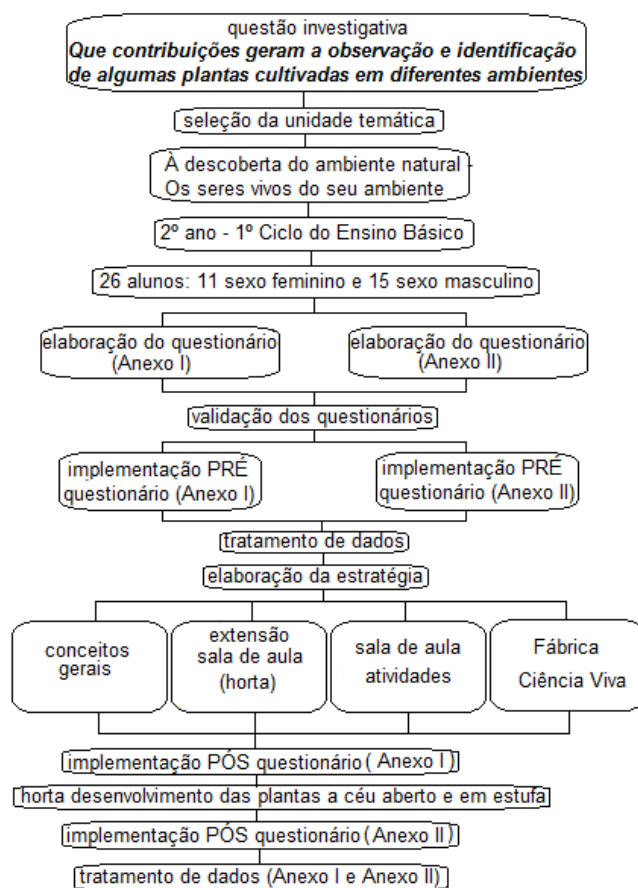 questão investigativa
Que contribuições geram a observação e identificação
de algumas plantas cultivadas em diferentes ambientes
seleção da unidade temática
À descoberta do ambiente natural -
Os seres vivos do seu ambiente
2º ano - 1º Ciclo do Ensino Básico
26 alunos: 11 sexo feminino e 15 sexo masculino
elaboração do questionário
(Anexo I)
elaboração do questionário
(Anexo II)
validação dos questionários
implementação PRÉ
questionário (Anexo I)
implementação PRÉ
questionário (Anexo II)
tratamento de dados
elaboração da estratégia
conceitos
gerais
extensão
sala de aula
(horta)
sala de aula
atividades
Fábrica
Ciência Viva
implementação PÓS questionário ( Anexo I )
horta desenvolvimento das plantas a céu aberto e em estufa
implementação PÓS questionário (Anexo II)
tratamento de dados (Anexo I e Anexo II)